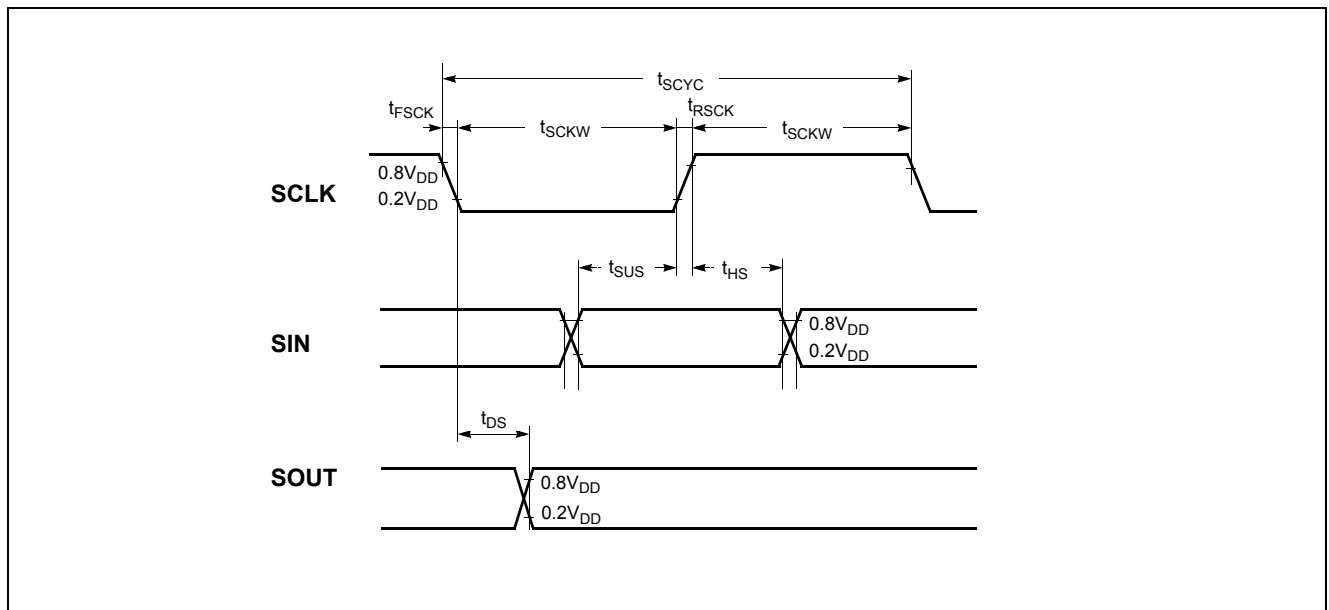 tSCYC
tFSCK
tRSCK
tSCKW
tSCKW
0.8VDD
SCLK
0.2VDD
tSUS
tHS
0.8VDD
SIN
0.2VDD
tDS
SOUT
0.8VDD
0.2VDD